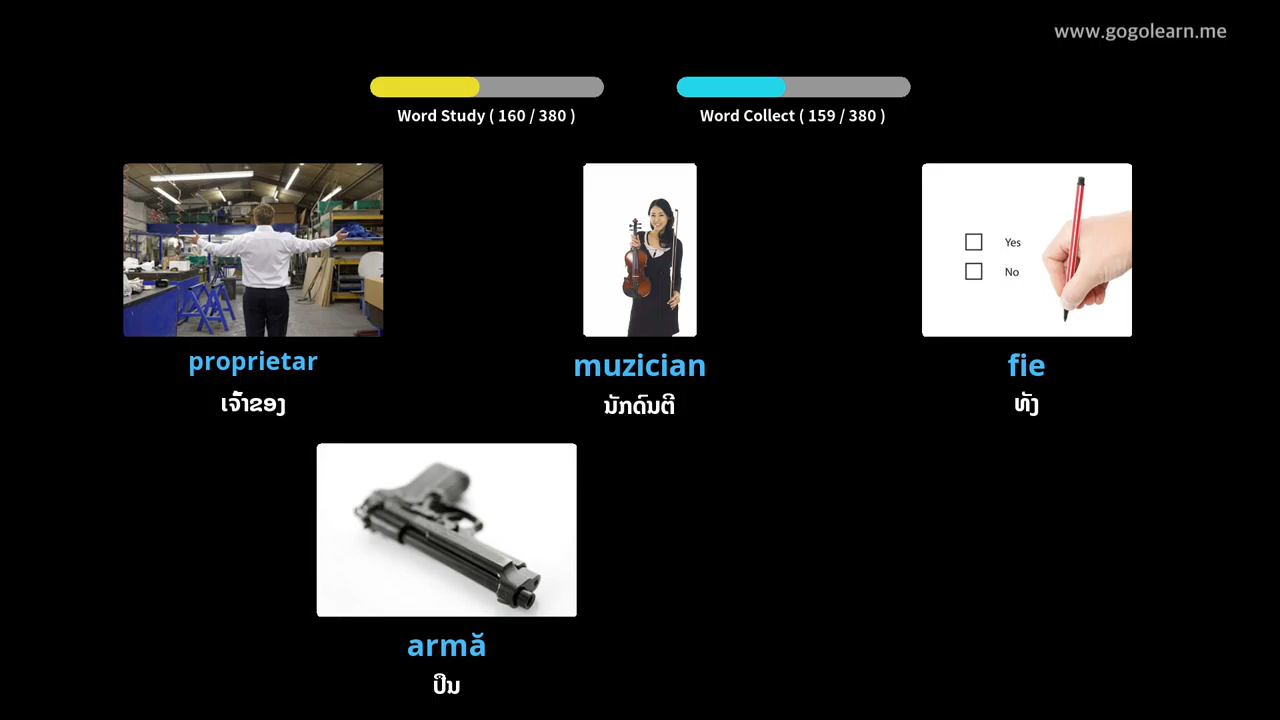 www.gogolearn.me
Word Study ( 160 / 380 )
Word Collect ( 159 / 380 )
Yes
No
proprietar
muzician
fie
ເຈົ້າຂອງ
ນັກດົນຕີ
ທັງ
armă
ປືນ